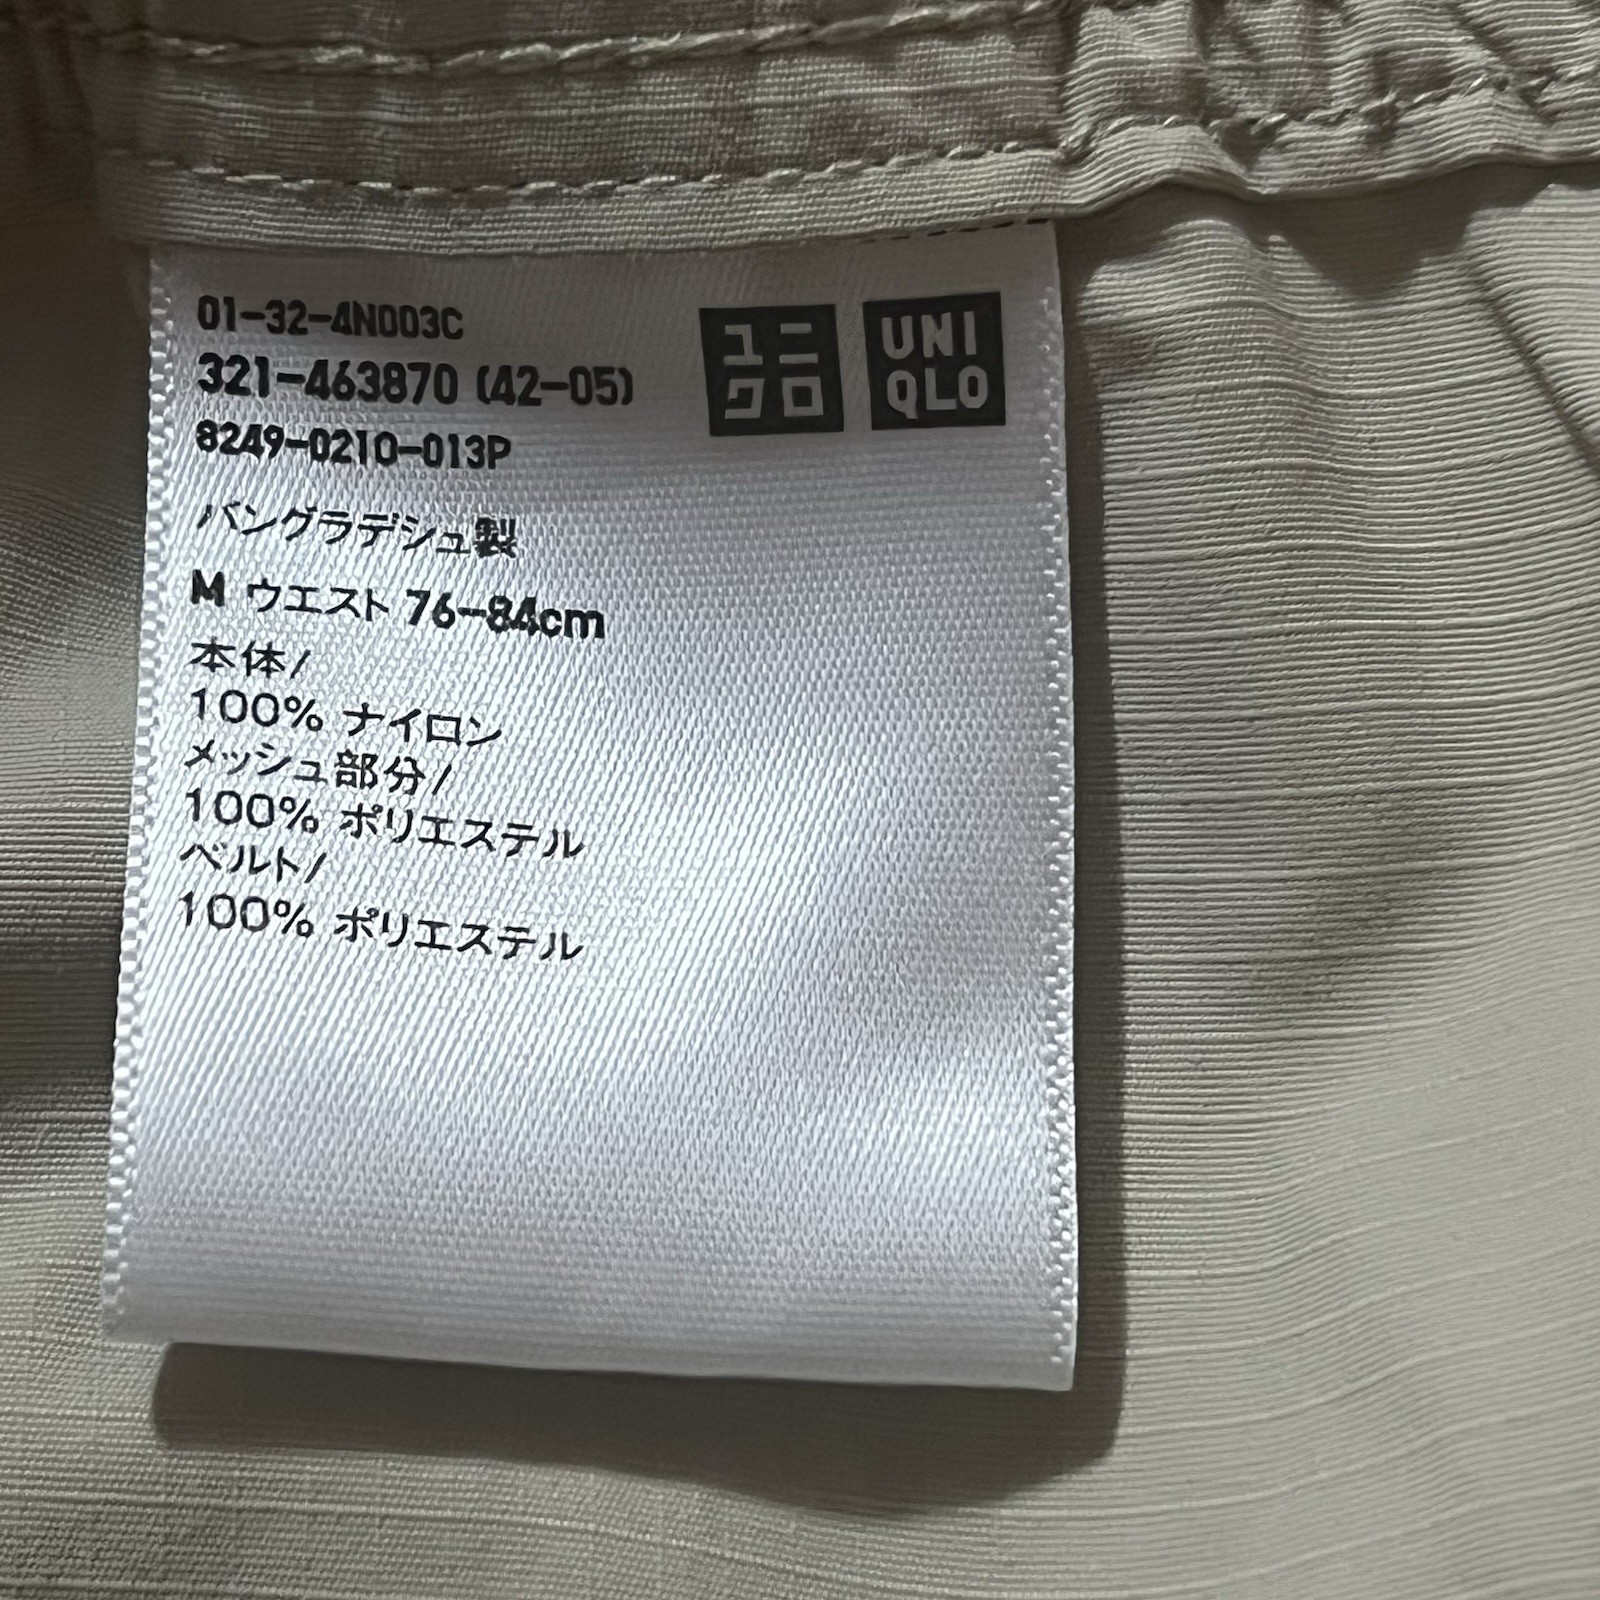 01-32-4N003C
321-463870 (42-05)
8249-0210-013P
ユニ
クロ
UNI
QLO
バングラデシュ製
M ウエスト 76-84cm
本体/
100% ナイロン
メッシュ部分/
100% ポリエステル
ベルト/
100% ポリエステル